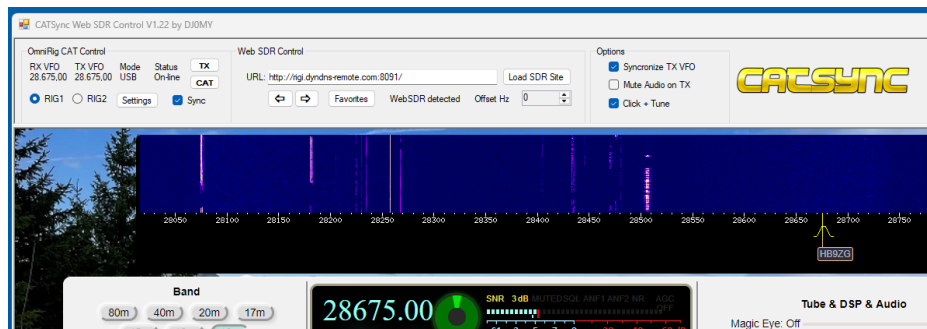 CATSync Web SDR Control V1.22 by DJ0MY
OmniRig CAT Control
Web SDR Control
Options
RX VFO TX VFO Mode Status TX
28.675,00 28.675,00 USB On-line CAT
RIG1 RIG2 Settings Sync
URL: http://rigi.dyndns-remote.com:8091/ Load SDR Site
Favorites WebSDR detected Offset Hz 0
Syncronize TX VFO
Mute Audio on TX
Click + Tune
CATSYNC
28050 28100 28150 28200 28250 28300 28350 28400 28450 28500 28550 28600 28650 28700 28750
HB9ZG
Band
80m 40m 20m 17m
28675.00
SNR 3dB MUTED SQL ANF1 ANF2 NR AGC
OFF
Tube & DSP & Audio
Magic Eye: Off